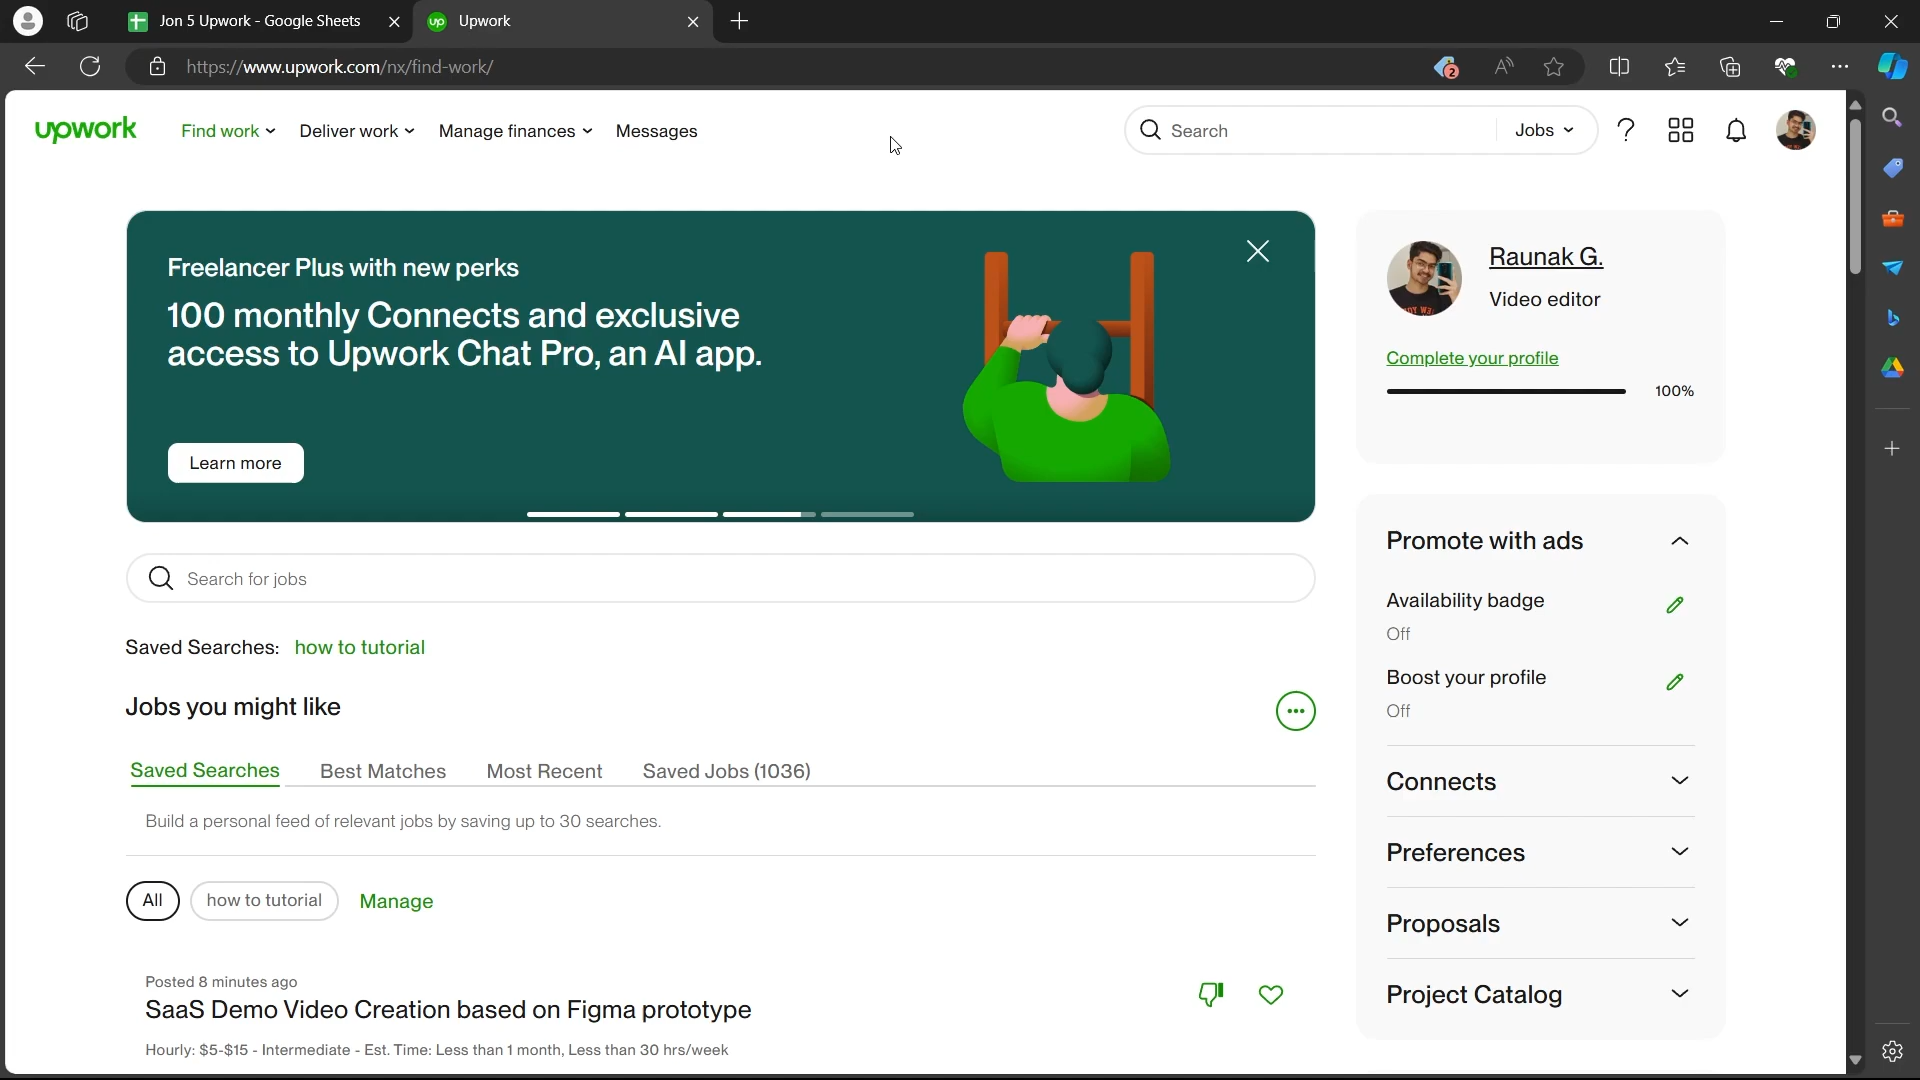 Jon 5 Upwork - Google Sheets
up Upwork
https://www.upwork.com/nx/find-work/
2
upwork
Find work
Deliver work
Manage finances
Messages
Search
Jobs
Freelancer Plus with new perks
100 monthly Connects and exclusive
access to Upwork Chat Pro, an AI app.
Learn more
Raunak G.
Video editor
Complete your profile
100%
Search for jobs
Saved Searches: how to tutorial
Jobs you might like
Saved Searches
Best Matches
Most Recent
Saved Jobs (1036)
Build a personal feed of relevant jobs by saving up to 30 searches.
All
how to tutorial
Manage
Posted 8 minutes ago
SaaS Demo Video Creation based on Figma prototype
Hourly: $5-$15 - Intermediate - Est. Time: Less than 1 month, Less than 30 hrs/week
Promote with ads
Availability badge
Off
Boost your profile
Off
Connects
Preferences
Proposals
Project Catalog